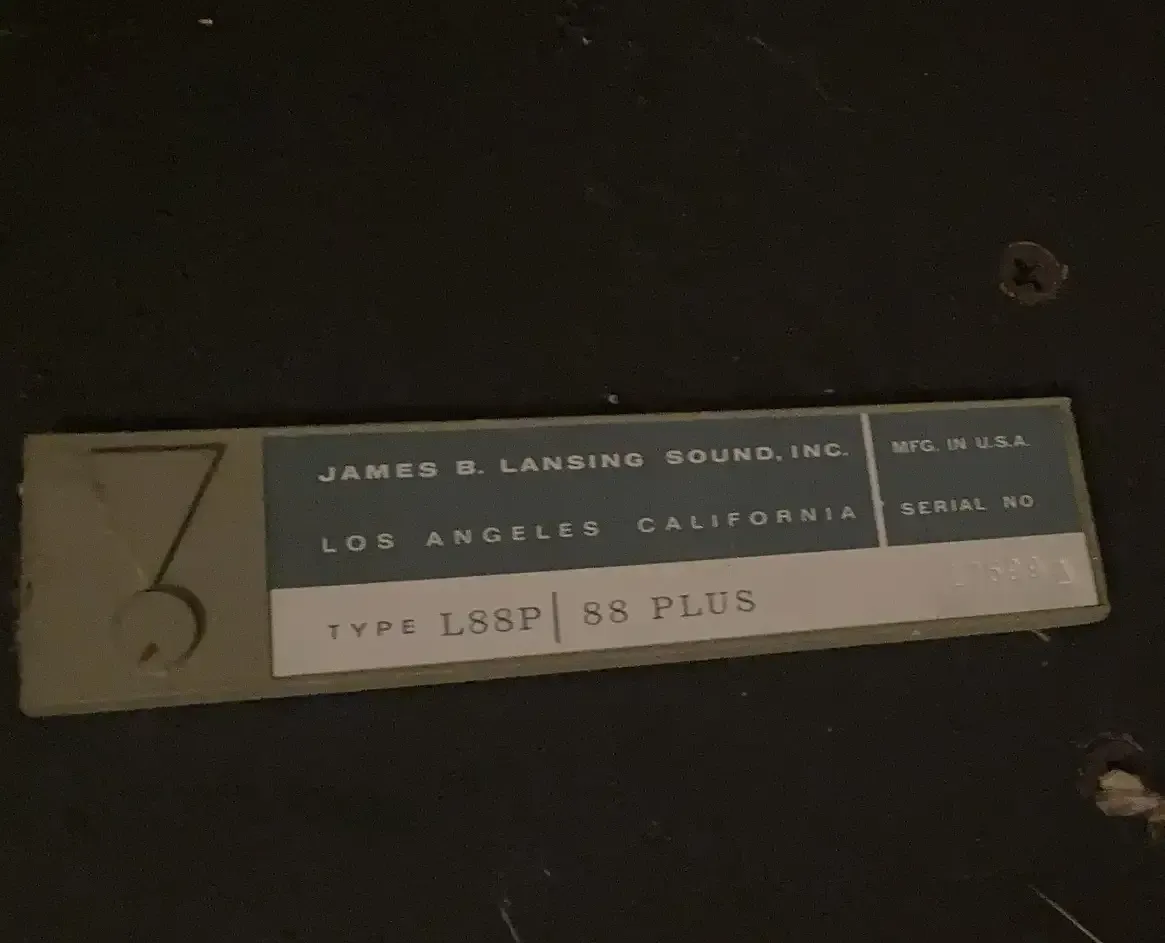 JAMES B. LANSING SOUND, INC.
LOS ANGELES CALIFORNIA
MFG. IN U.S.A.
SERIAL NO
TYPE L88P | 88 PLUS